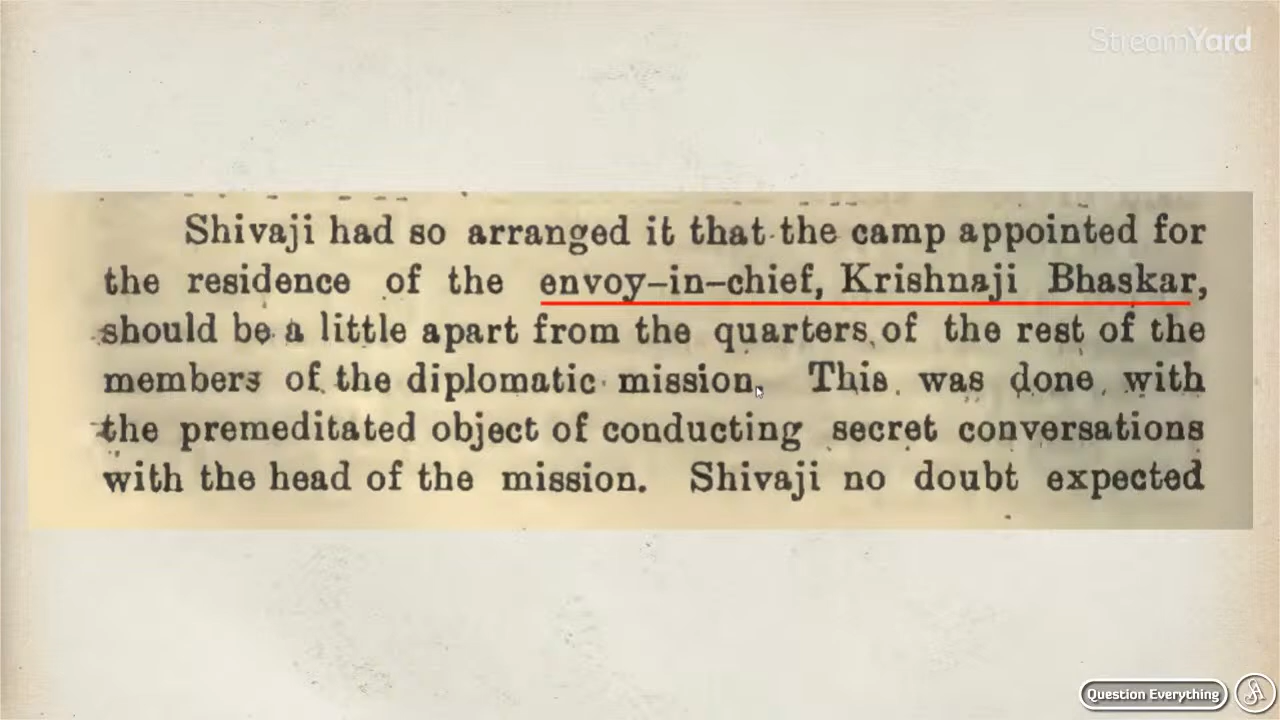 StreamYard
Shivaji had so arranged it that the camp appointed for
the residence of the envoy-in-chief, Krishnaji Bhaskar,
should be a little apart from the quarters of the rest of the
members of the diplomatic mission. This was done with
the premeditated object of conducting secret conversations
with the head of the mission. Shivaji no doubt expected
Question Everything